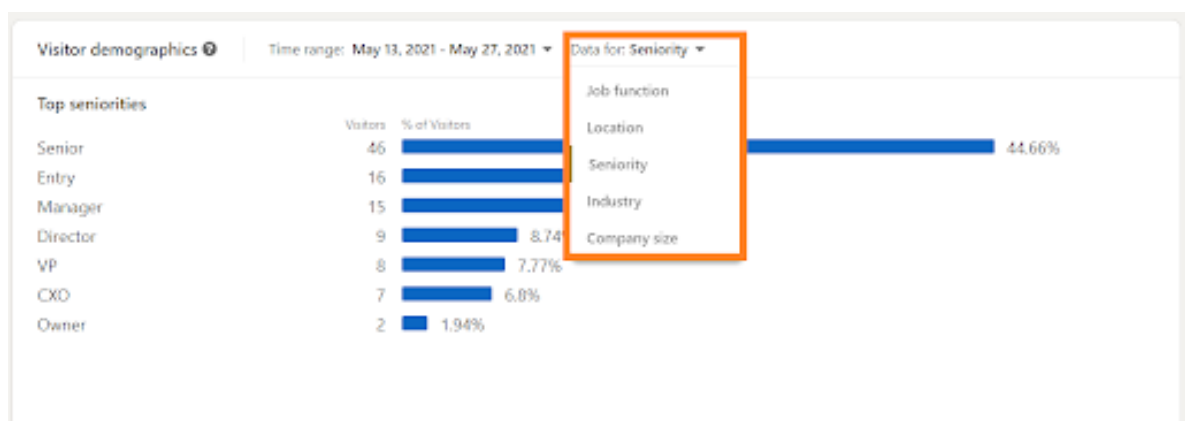 Visitor demographics ? Time range: May 13, 2021 - May 27, 2021 Data for: Seniority
Top seniorities
Visitors % of Visitors
Senior 46 44.66%
Entry 16
Manager 15
Director 9 8.74
VP 8 7.77%
CXO 7 6.8%
Owner 2 1.94%
Job function
Location
Seniority
Industry
Company size